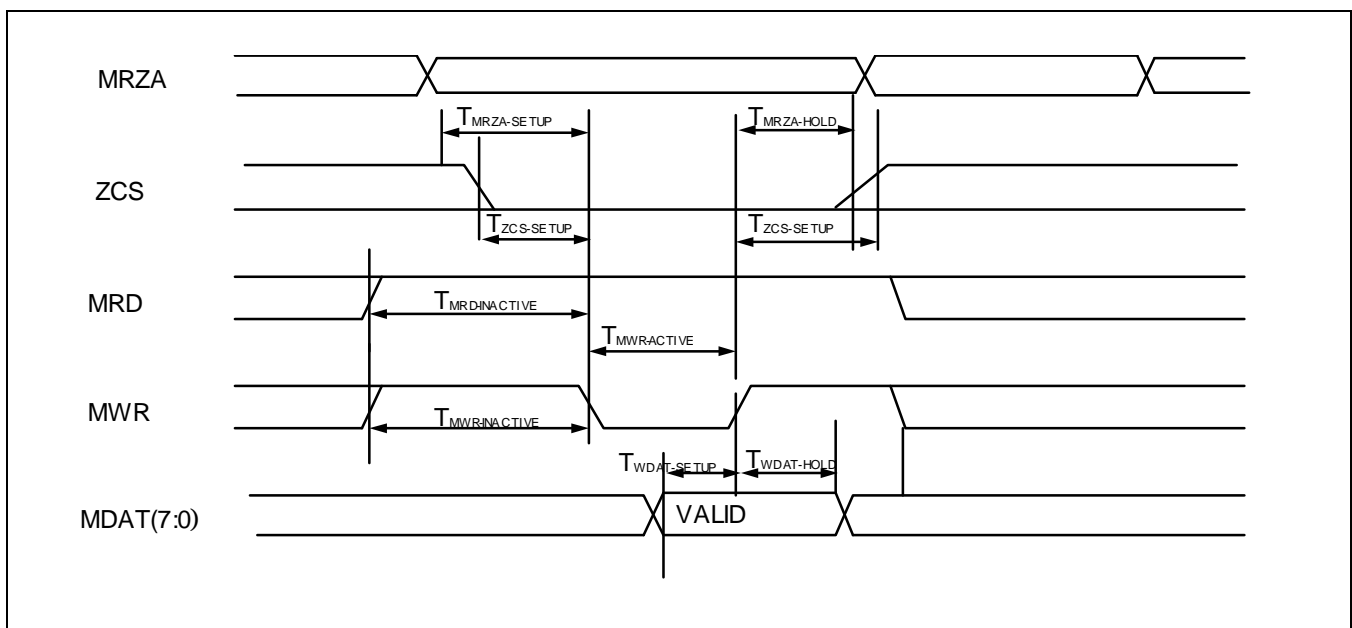 MRZA
TMRZA-SETUP
TMRZA-HOLD
ZCS
TZCS-SETUP
TZCS-SETUP
MRD
TMRD-INACTIVE
TMWR-ACTIVE
MWR
TMWR-INACTIVE
TWDAT-SETUP
TWDAT-HOLD
MDAT(7:0)
VALID